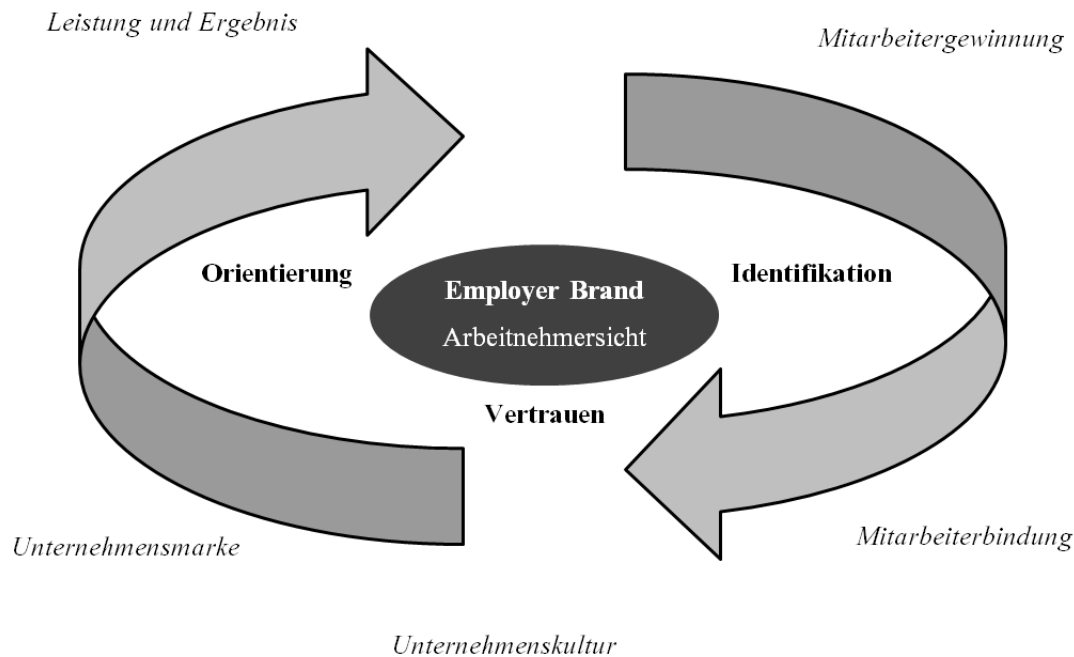 Leistung und Ergebnis
Mitarbeitergewinnung
Orientierung
Identifikation
Employer Brand
Arbeitnehmersicht
Vertrauen
Unternehmensmarke
Mitarbeiterbindung
Unternehmenskultur